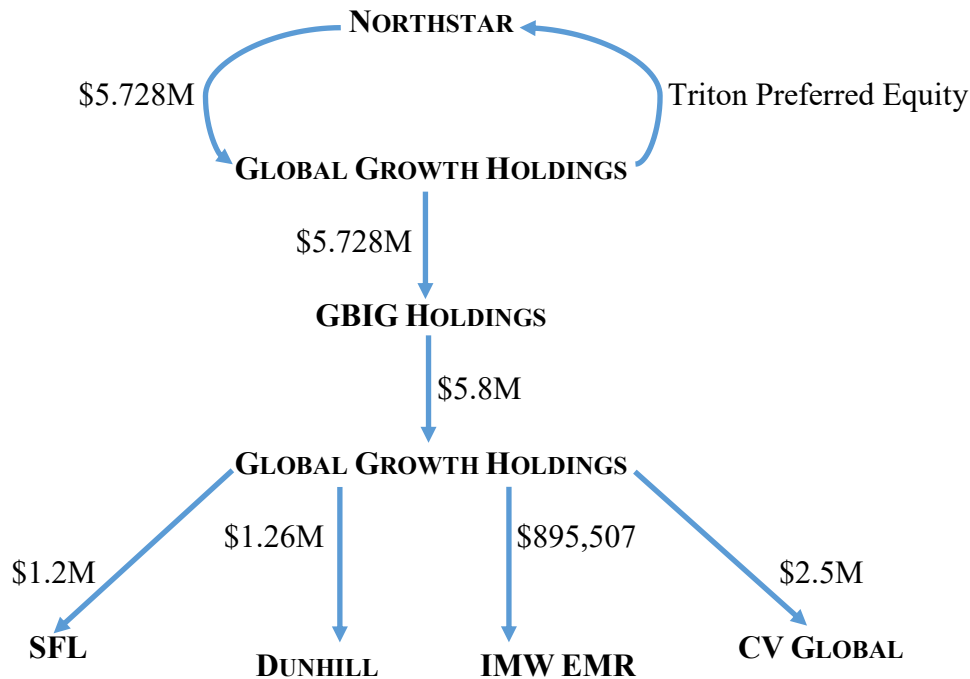 NORTHSTAR
$5.728M
Triton Preferred Equity
GLOBAL GROWTH HOLDINGS
$5.728M
GBIG HOLDINGS
$5.8M
GLOBAL GROWTH HOLDINGS
$1.26M
$895,507
$1.2M
$2.5M
SFL
CV GLOBAL
DUNHILL
IMW EMR